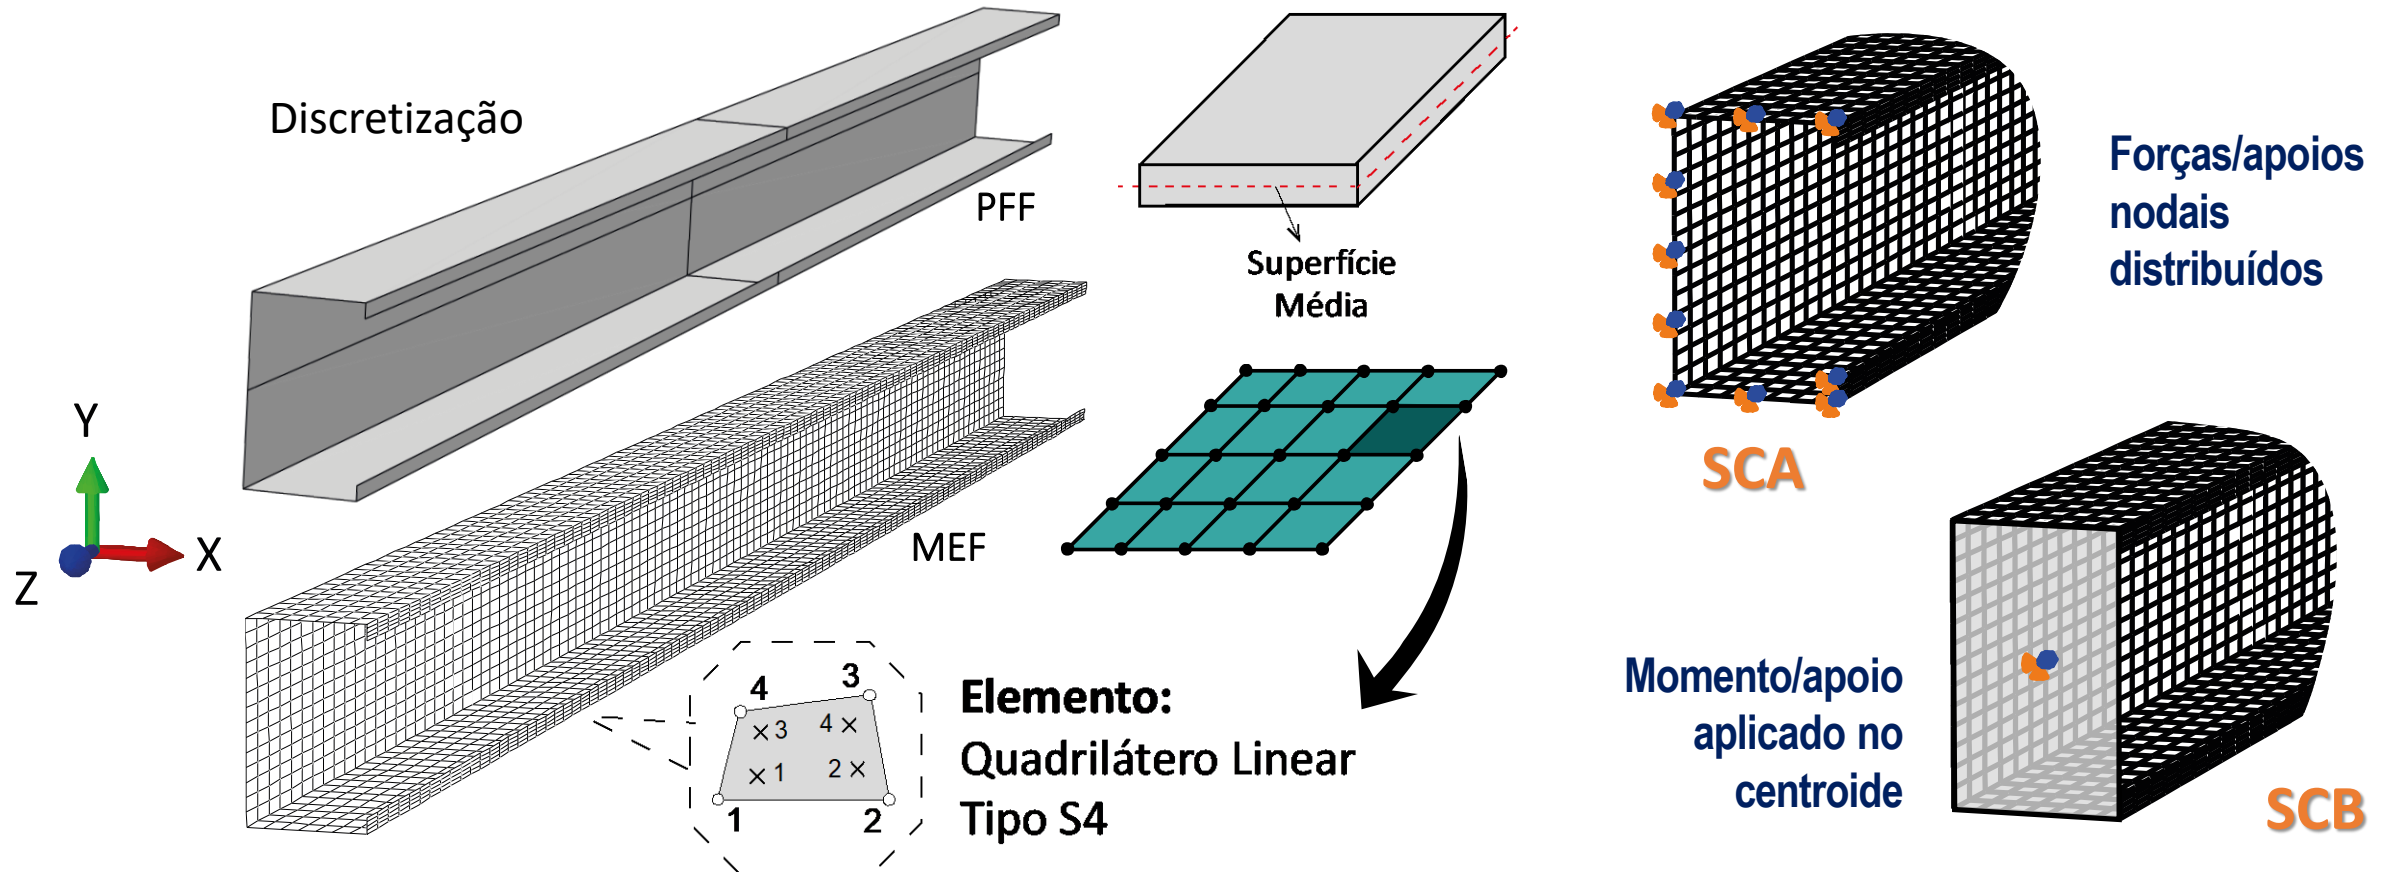 Discretização
PFF
Y
X
Z
MEF
4
3
3
4
1
2
1
2
Elemento:
Quadrilátero Linear
Tipo S4
Superfície
Média
Forças/apoios
nodais
distribuídos
SCA
Momento/apoio
aplicado no
centroide
SCB